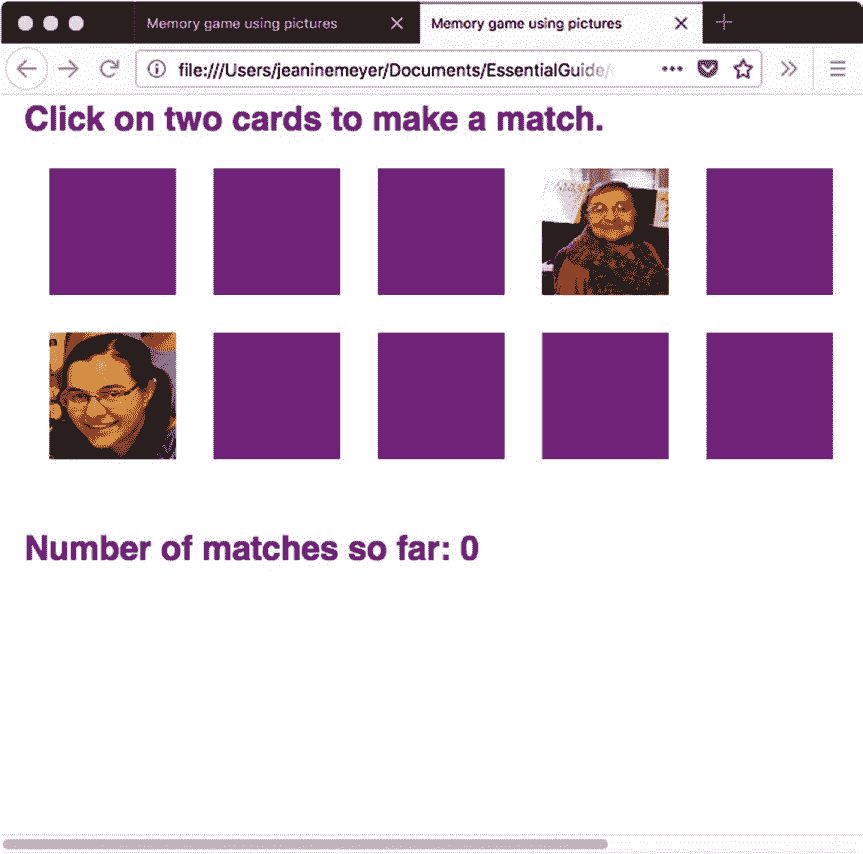 Memory game using pictures
Memory game using pictures
file:///Users/jeaninemeyer/Documents/EssentialGuide/
Click on two cards to make a match.
Number of matches so far: 0